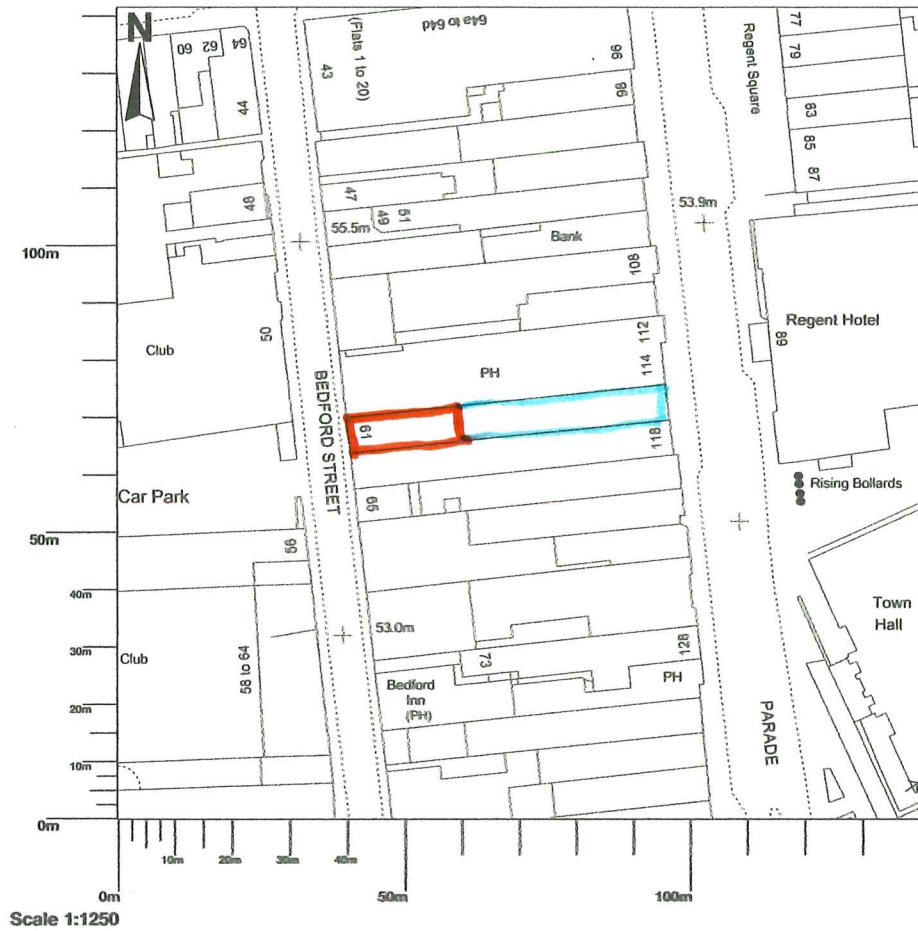 N
60
62
64
44
43
(Flats 1 to 20)
64a to 64d
96
98
Regent Square
77
79
83
85
87
48
47
49
51
55.5m
53.9m
Bank
108
100m
50
Club
Regent Hotel
89
112
114
PH
BEDFORD STREET
61
118
Car Park
65
Rising Bollards
50m
56
40m
53.0m
Town
Hall
30m
Club
58 to 64
73
128
Bedford
Inn
(PH)
PH
20m
PARADE
10m
0m
10m
20m
30m
40m
0m
50m
100m
Scale 1:1250